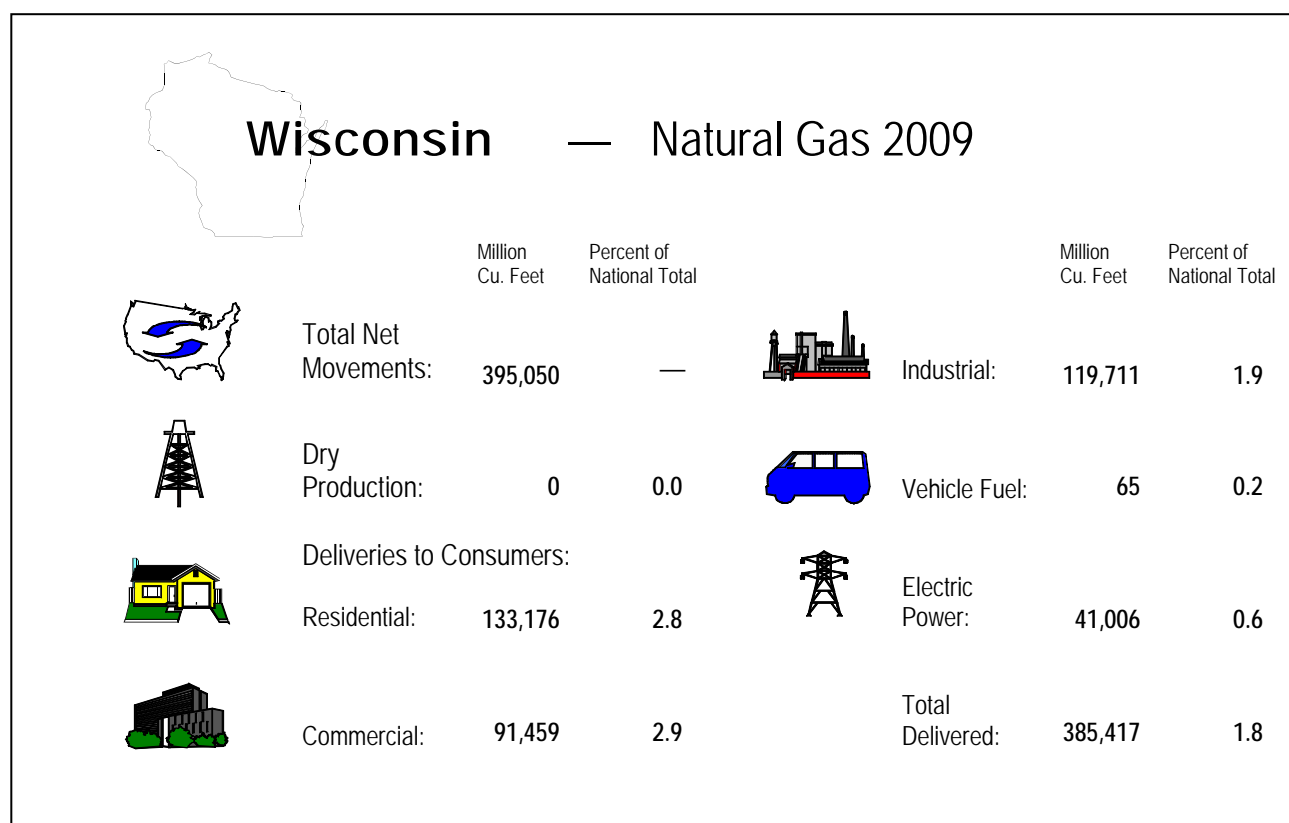 Wisconsin — Natural Gas 2009
Million
Cu. Feet
Percent of
National Total
Total Net
Movements: 395,050 —
Dry
Production: 0 0.0
Deliveries to Consumers:
Residential: 133,176 2.8
Commercial: 91,459 2.9
Million
Cu. Feet
Percent of
National Total
Industrial: 119,711 1.9
Vehicle Fuel: 65 0.2
Electric
Power: 41,006 0.6
Total
Delivered: 385,417 1.8